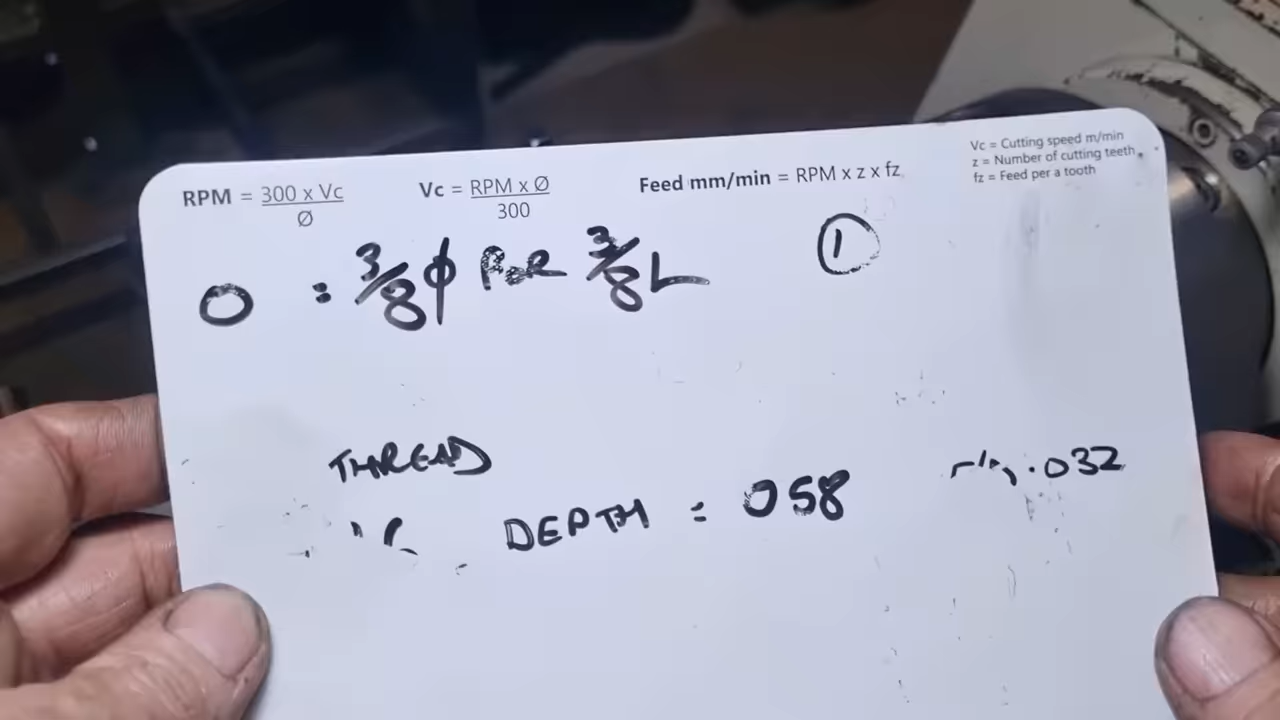 RPM = 300 x Vc / Ø
Vc = RPM x Ø / 300
Feed mm/min = RPM x z x fz
Vc = Cutting speed m/min
z = Number of cutting teeth
fz = Feed per a tooth
O : 3/8 φ FOR 3/8 L
1
THREAD
DEPTH = 058
.032